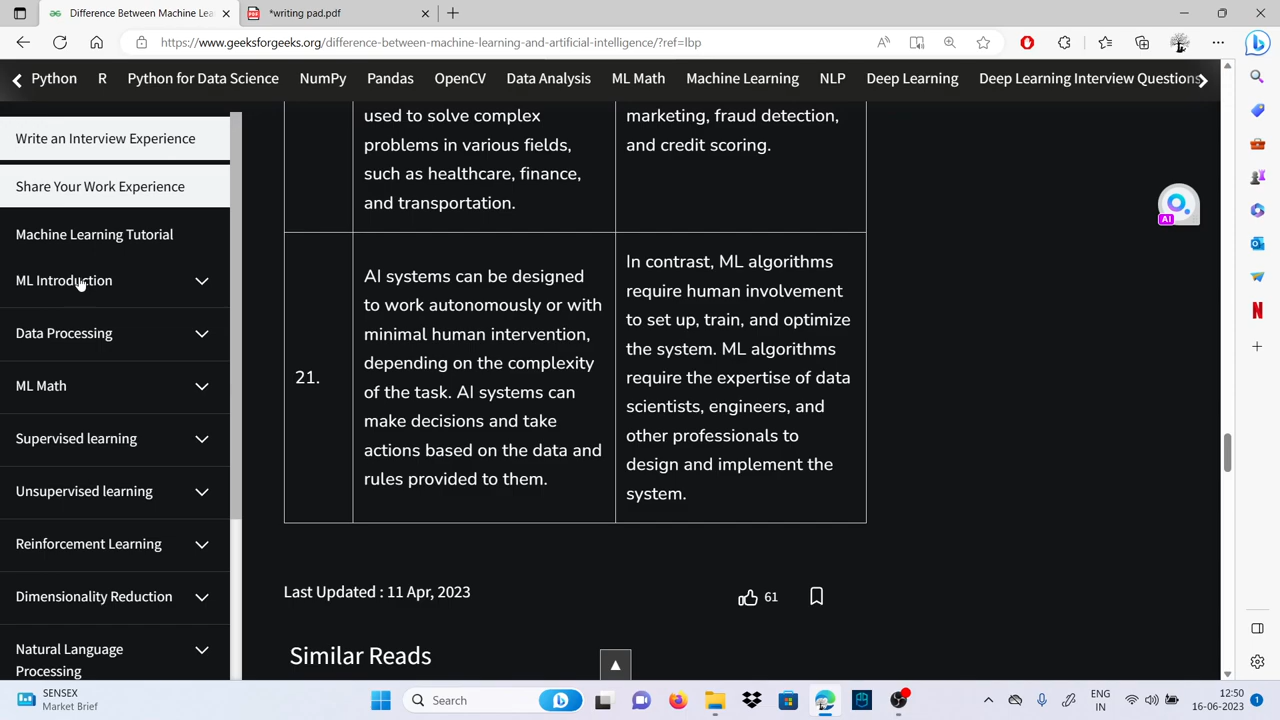 Difference Between Machine Lea
*writing pad.pdf
https://www.geeksforgeeks.org/difference-between-machine-learning-and-artificial-intelligence/?ref=lbp
Python R Python for Data Science NumPy Pandas OpenCV Data Analysis ML Math Machine Learning NLP Deep Learning Deep Learning Interview Questions
Write an Interview Experience
Share Your Work Experience
Machine Learning Tutorial
ML Introduction
Data Processing
ML Math
Supervised learning
Unsupervised learning
Reinforcement Learning
Dimensionality Reduction
Natural Language
Processing
used to solve complex
problems in various fields,
such as healthcare, finance,
and transportation.
marketing, fraud detection,
and credit scoring.
21.
AI systems can be designed
to work autonomously or with
minimal human intervention,
depending on the complexity
of the task. AI systems can
make decisions and take
actions based on the data and
rules provided to them.
In contrast, ML algorithms
require human involvement
to set up, train, and optimize
the system. ML algorithms
require the expertise of data
scientists, engineers, and
other professionals to
design and implement the
system.
Last Updated : 11 Apr, 2023
61
Similar Reads
AI
SENSEX
Market Brief
Search
ENG
IN
12:50
16-06-2023
1